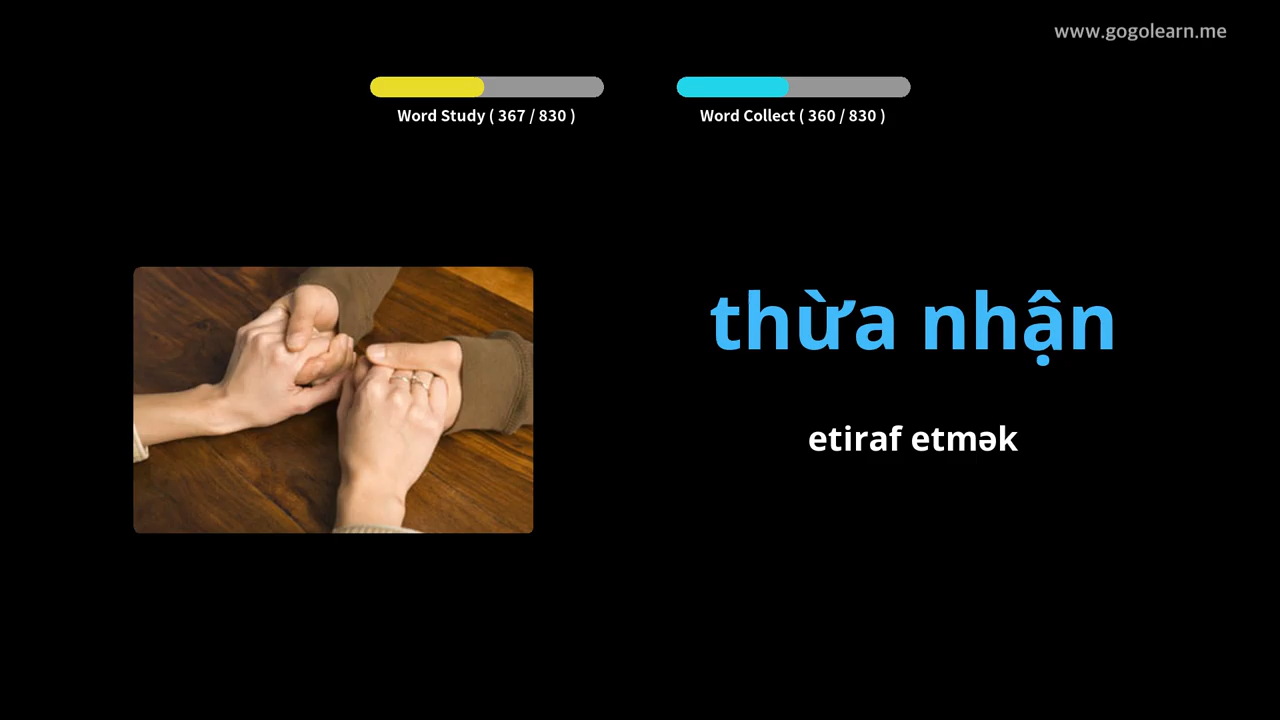 www.gogolearn.me
Word Study ( 367 / 830 )
Word Collect ( 360 / 830 )
thừa nhận
etiraf etmək